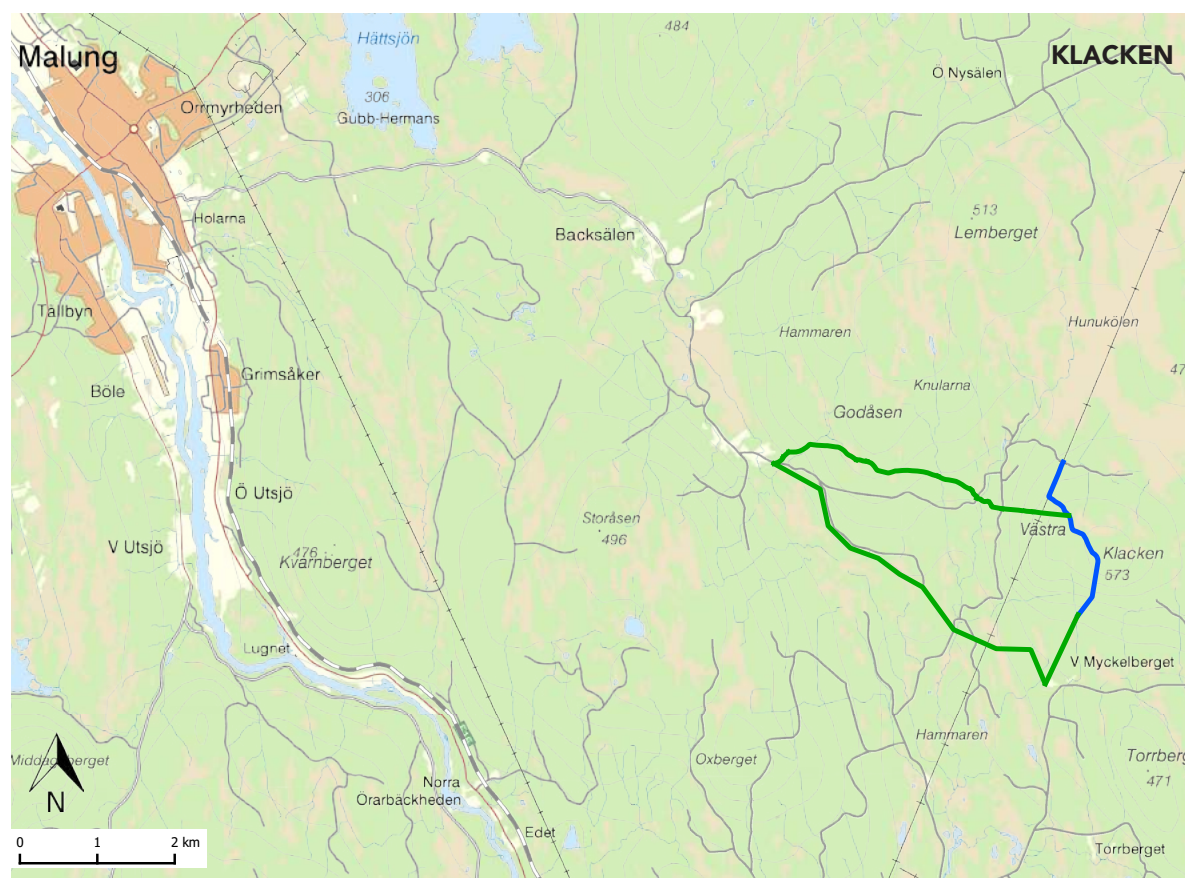 KLACKEN
Malung
Hättsjön
484
Ö Nysälen
306
Gubb-Hermans
Orrmyrheden
Holarna
Backsälen
513
Lemberget
Tällbyn
Hammaren
Hunukölen
47
Böle
Grimsåker
Knularna
Godåsen
Ö Utsjö
Storåsen
496
Västra
Klacken
573
V Utsjö
476
Kvarnberget
Lugnet
V Myckelberget
Hammaren
Oxberget
Torrberg
471
Norra
Örarbäckheden
Edet
Torrberget
N
0 1 2 km